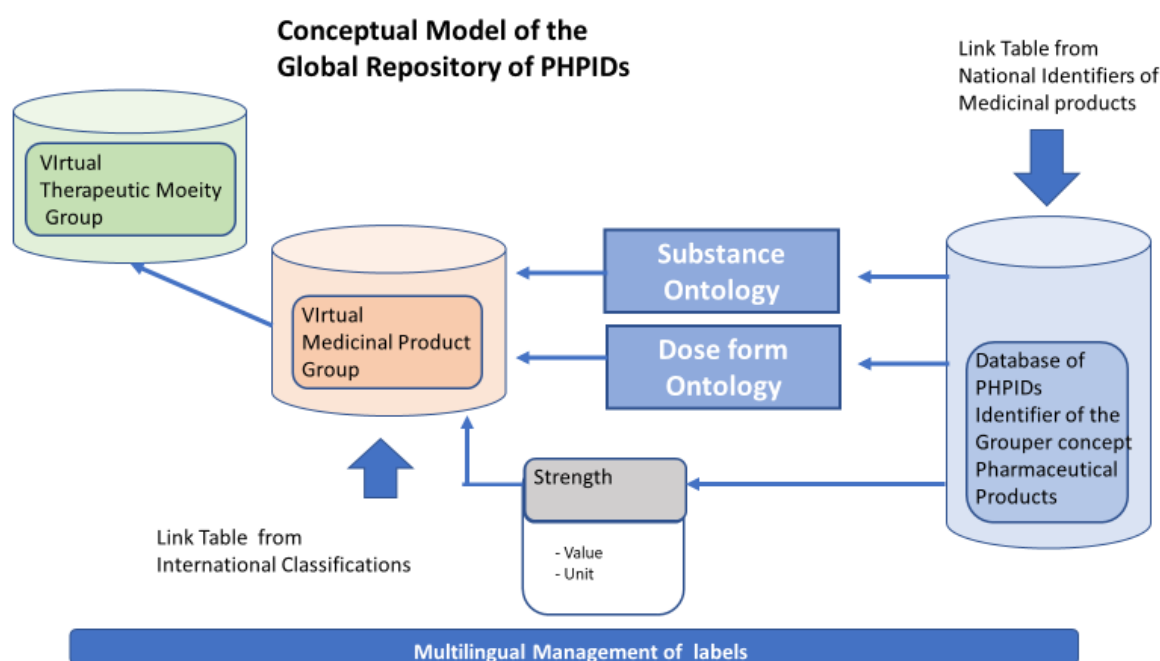 Conceptual Model of the
Global Repository of PHPIDs
Link Table from
National Identifiers of
Medicinal products
VIrtual
Therapeutic Moeity
Group
Substance
Ontology
VIrtual
Medicinal Product
Group
Dose form
Ontology
Database of
PHPIDs
Identifier of the
Grouper concept
Pharmaceutical
Products
Strength
- Value
- Unit
Link Table from
International Classifications
Multilingual Management of labels